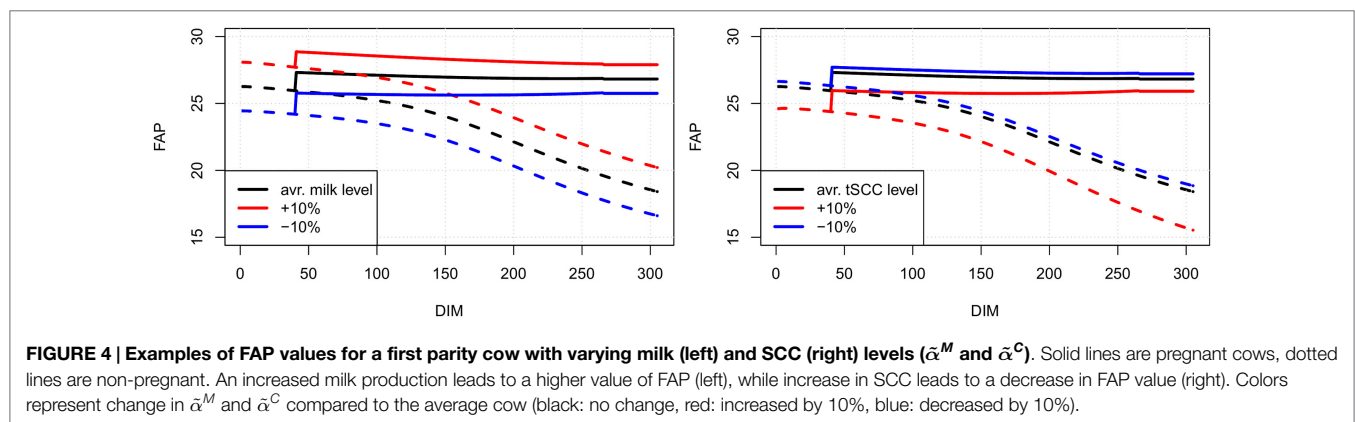 30
25
20
15
FAP
avr. milk level
+10%
−10%
0 50 100 150 200 250 300
DIM
30
25
20
15
FAP
avr. tSCC level
+10%
−10%
0 50 100 150 200 250 300
DIM
FIGURE 4 | Examples of FAP values for a first parity cow with varying milk (left) and SCC (right) levels (α̃ᴹ and α̃ᶜ). Solid lines are pregnant cows, dotted
lines are non-pregnant. An increased milk production leads to a higher value of FAP (left), while increase in SCC leads to a decrease in FAP value (right). Colors
represent change in α̃ᴹ and α̃ᶜ compared to the average cow (black: no change, red: increased by 10%, blue: decreased by 10%).